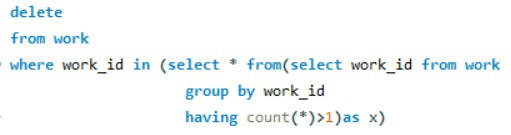 delete
from work
where work_id in (select * from(select work_id from work
group by work_id
having count(*)>1)as x)